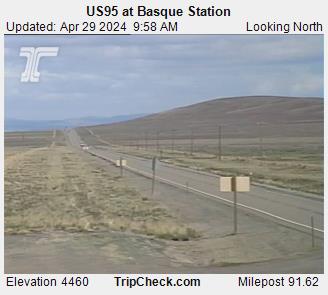 US95 at Basque Station
Updated: Apr 29 2024 9:58 AM Looking North
Elevation 4460 TripCheck.com Milepost 91.62